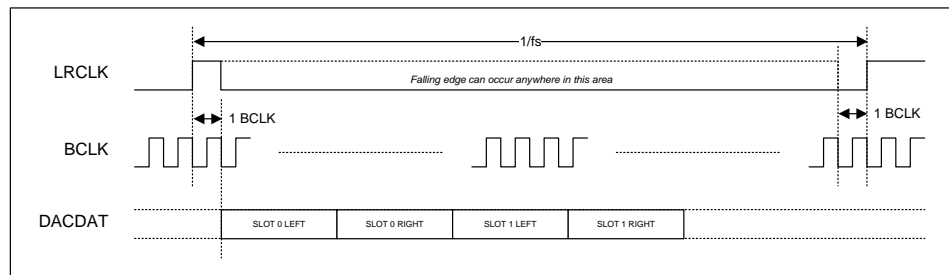 1/fs
LRCLK
Falling edge can occur anywhere in this area
1 BCLK
1 BCLK
BCLK
DACDAT
SLOT 0 LEFT
SLOT 0 RIGHT
SLOT 1 LEFT
SLOT 1 RIGHT